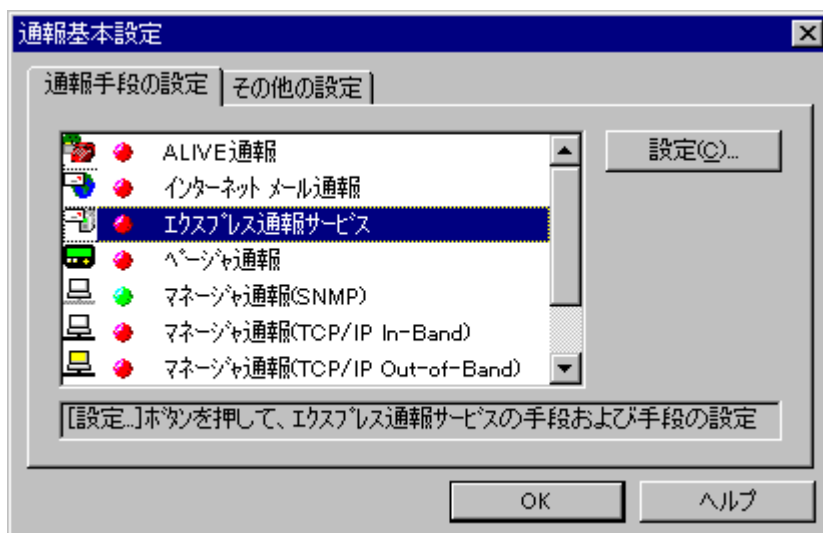 通報基本設定
通報手段の設定 その他の設定
ALIVE通報
設定(C)...
インターネット メール通報
エクスプレス通報サービス
ページャ通報
マネージャ通報(SNMP)
マネージャ通報(TCP/IP In-Band)
マネージャ通報(TCP/IP Out-of-Band)
[設定...]ボタンを押して、エクスプレス通報サービスの手段および手段の設定
OK ヘルプ